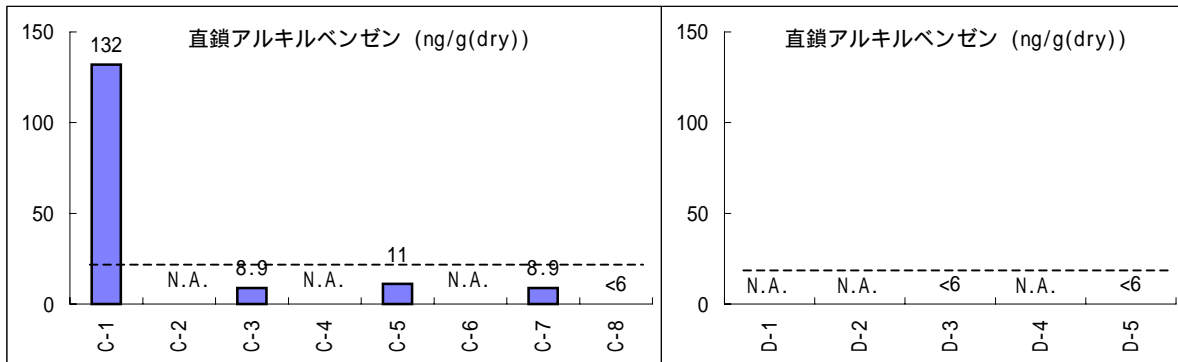 直鎖アルキルベンゼン (ng/g(dry))
150
100
50
0
132
N.A.
8.9
N.A.
11
N.A.
8.9
<6
C-1
C-2
C-3
C-4
C-5
C-6
C-7
C-8
直鎖アルキルベンゼン (ng/g(dry))
150
100
50
0
N.A.
N.A.
<6
N.A.
<6
D-1
D-2
D-3
D-4
D-5